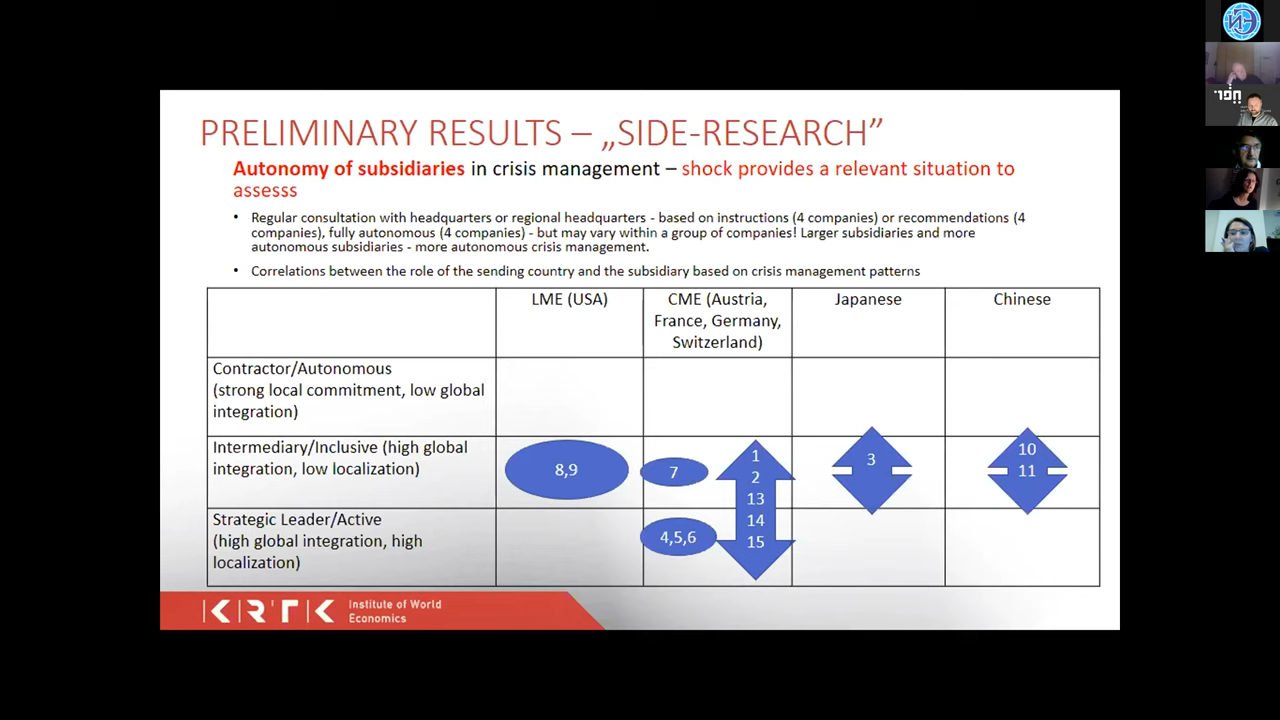 PRELIMINARY RESULTS – „SIDE-RESEARCH”
Autonomy of subsidiaries in crisis management – shock provides a relevant situation to
assesss
• Regular consultation with headquarters or regional headquarters - based on instructions (4 companies) or recommendations (4
companies), fully autonomous (4 companies) - but may vary within a group of companies! Larger subsidiaries and more
autonomous subsidiaries - more autonomous crisis management.
• Correlations between the role of the sending country and the subsidiary based on crisis management patterns
LME (USA)
CME (Austria,
France, Germany,
Switzerland)
Japanese
Chinese
Contractor/Autonomous
(strong local commitment, low global
integration)
Intermediary/Inclusive (high global
integration, low localization)
8,9
7
1
2
13
14
15
3
10
11
Strategic Leader/Active
(high global integration, high
localization)
4,5,6
KRTK
Institute of World
Economics
חפר